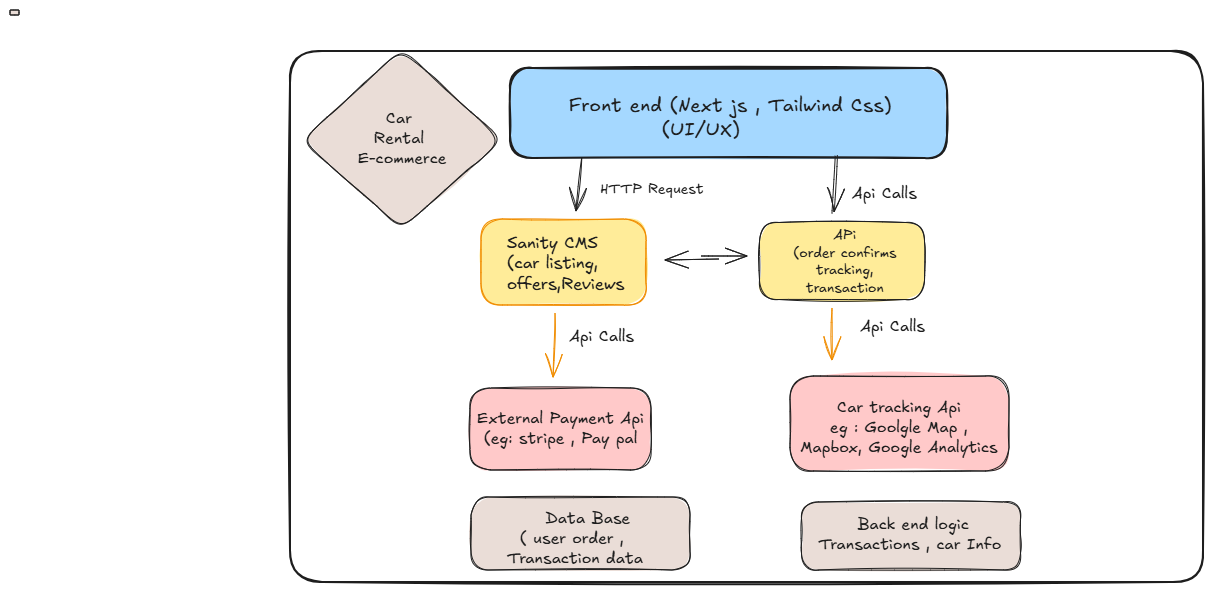 Car
Rental
E-commerce
Front end (Next js , Tailwind Css)
(UI/UX)
HTTP Request
Api Calls
Sanity CMS
(car listing,
offers,Reviews
APi
(order confirms
tracking,
transaction
Api Calls
Api Calls
External Payment Api
(eg: stripe , Pay pal
Car tracking Api
eg : Goolgle Map ,
Mapbox, Google Analytics
Data Base
( user order ,
Transaction data
Back end logic
Transactions , car Info